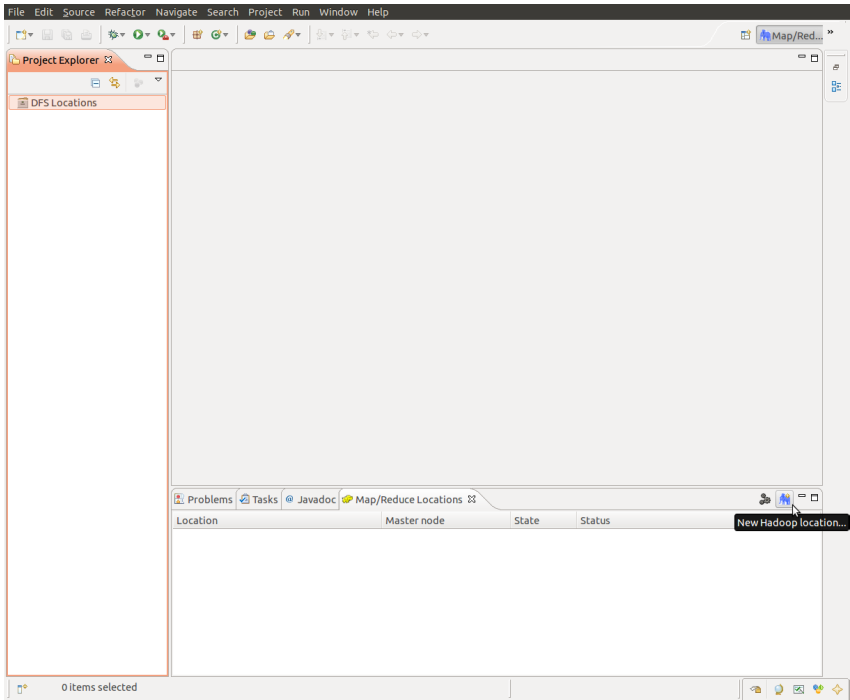 File Edit Source Refactor Navigate Search Project Run Window Help
Map/Red...
Project Explorer
DFS Locations
Problems Tasks @ Javadoc Map/Reduce Locations
Location Master node State Status
New Hadoop location...
0 items selected